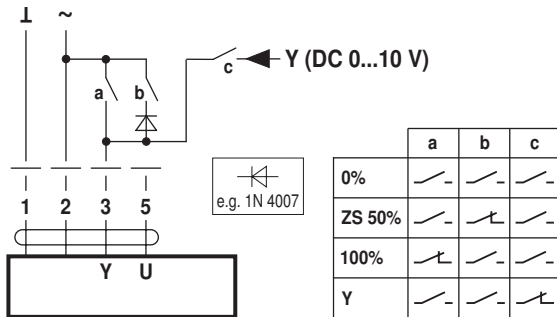 ⊥ ~
a b c Y (DC 0...10 V)
e.g. 1N 4007
1 2 3 5
Y U
a b c
0%
ZS 50%
100%
Y